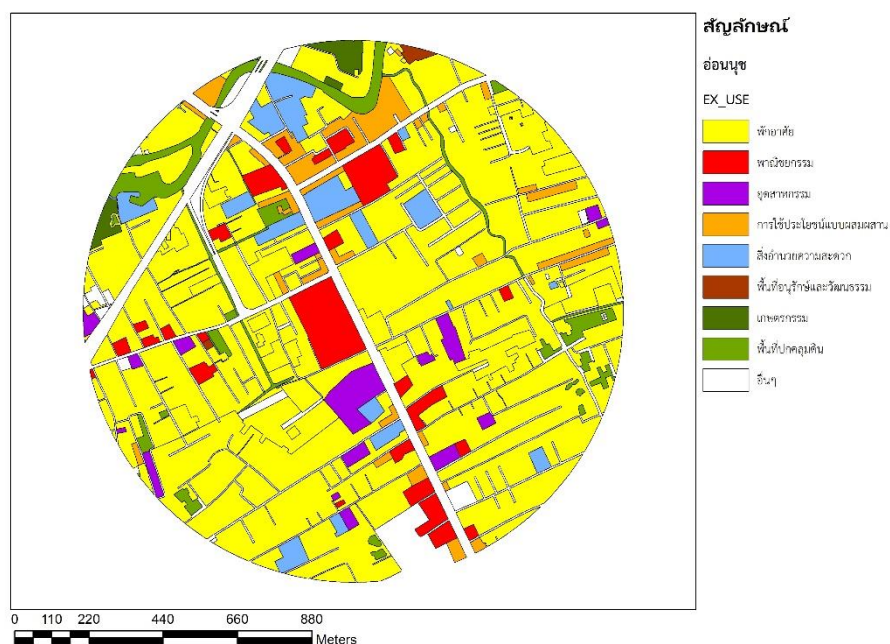 สัญลักษณ์
อ่อนนุช
EX_USE
พักอาศัย
พาณิชยกรรม
อุตสาหกรรม
การใช้ประโยชน์แบบผสมผสาน
สิ่งอำนวยความสะดวก
พื้นที่อนุรักษ์และวัฒนธรรม
เกษตรกรรม
พื้นที่ปกคลุมดิน
อื่นๆ
0 110 220 440 660 880
Meters